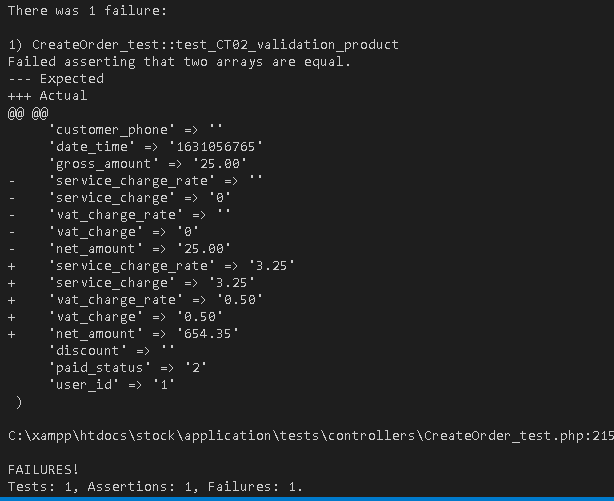 There was 1 failure:
1) CreateOrder_test::test_CT02_validation_product
Failed asserting that two arrays are equal.
--- Expected
+++ Actual
@@ @@
'customer_phone' => ''
'date_time' => '1631056765'
'gross_amount' => '25.00'
- 'service_charge_rate' => ''
- 'service_charge' => '0'
- 'vat_charge_rate' => ''
- 'vat_charge' => '0'
- 'net_amount' => '25.00'
+ 'service_charge_rate' => '3.25'
+ 'service_charge' => '3.25'
+ 'vat_charge_rate' => '0.50'
+ 'vat_charge' => '0.50'
+ 'net_amount' => '654.35'
'discount' => ''
'paid_status' => '2'
'user_id' => '1'
)
C:\xampp\htdocs\stock\application\tests\controllers\CreateOrder_test.php:215
FAILURES!
Tests: 1, Assertions: 1, Failures: 1.